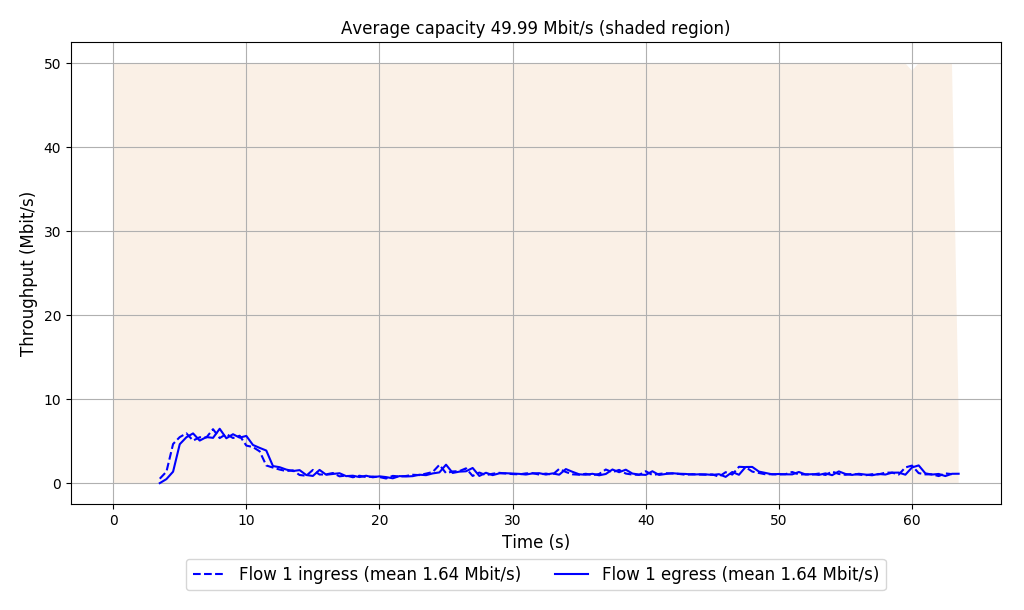 Average capacity 49.99 Mbit/s (shaded region)
Throughput (Mbit/s)
50
40
30
20
10
0
0 10 20 30 40 50 60
Time (s)
Flow 1 ingress (mean 1.64 Mbit/s) Flow 1 egress (mean 1.64 Mbit/s)